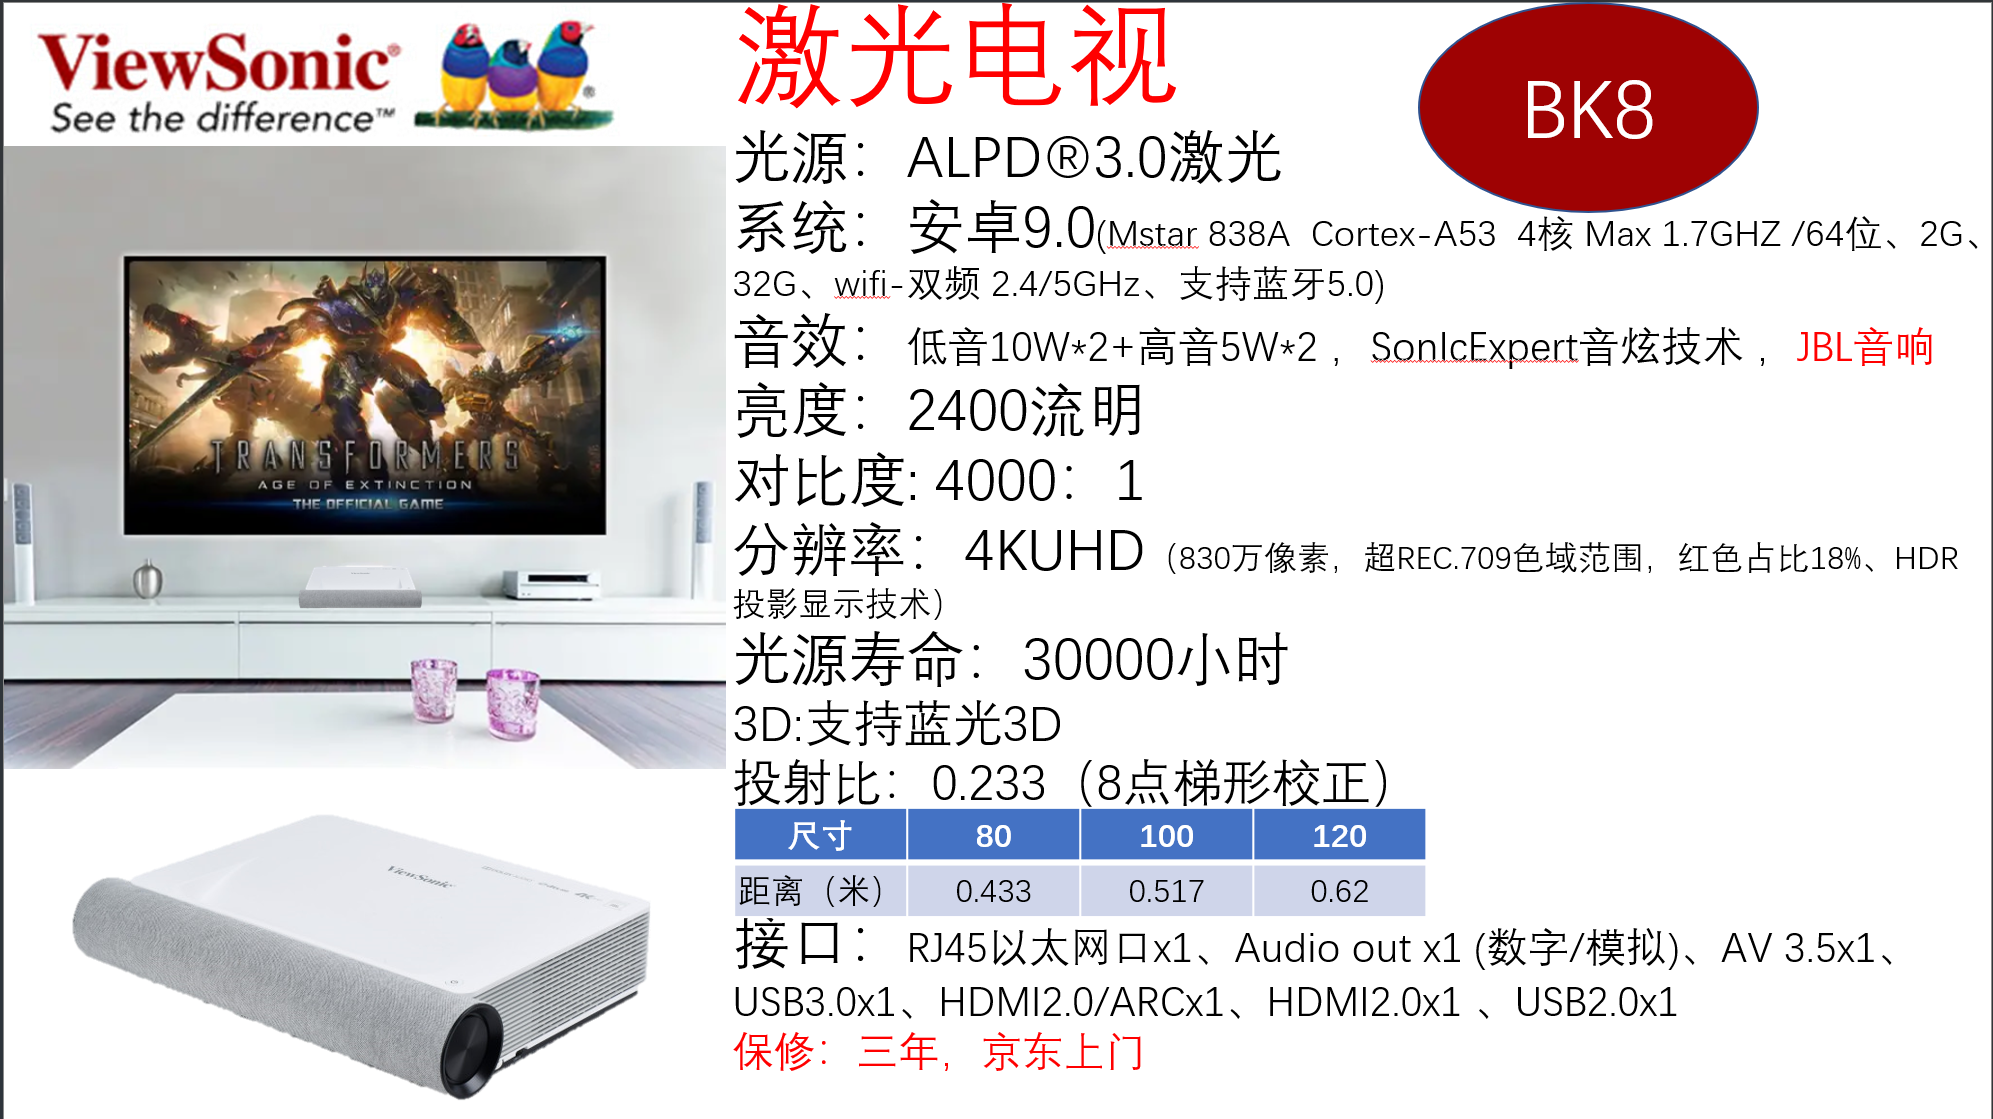 ViewSonic®
See the difference™
激光电视
BK8
光源：ALPD®3.0激光
系统：安卓9.0(Mstar 838A Cortex-A53 4核 Max 1.7GHZ /64位、2G、
32G、wifi-双频 2.4/5GHz、支持蓝牙5.0)
音效：低音10W*2+高音5W*2 ，SonIcExpert音炫技术 ，JBL音响
亮度：2400流明
对比度: 4000：1
分辨率：4KUHD（830万像素，超REC.709色域范围，红色占比18%、HDR
投影显示技术）
光源寿命：30000小时
3D:支持蓝光3D
投射比：0.233（8点梯形校正）
尺寸 80 100 120
距离（米） 0.433 0.517 0.62
接口：RJ45以太网口x1、Audio out x1 (数字/模拟)、AV 3.5x1、
USB3.0x1、HDMI2.0/ARCx1、HDMI2.0x1 、USB2.0x1
保修：三年，京东上门
TRANSFORMERS
AGE OF EXTINCTION
THE OFFICIAL GAME
ViewSonic